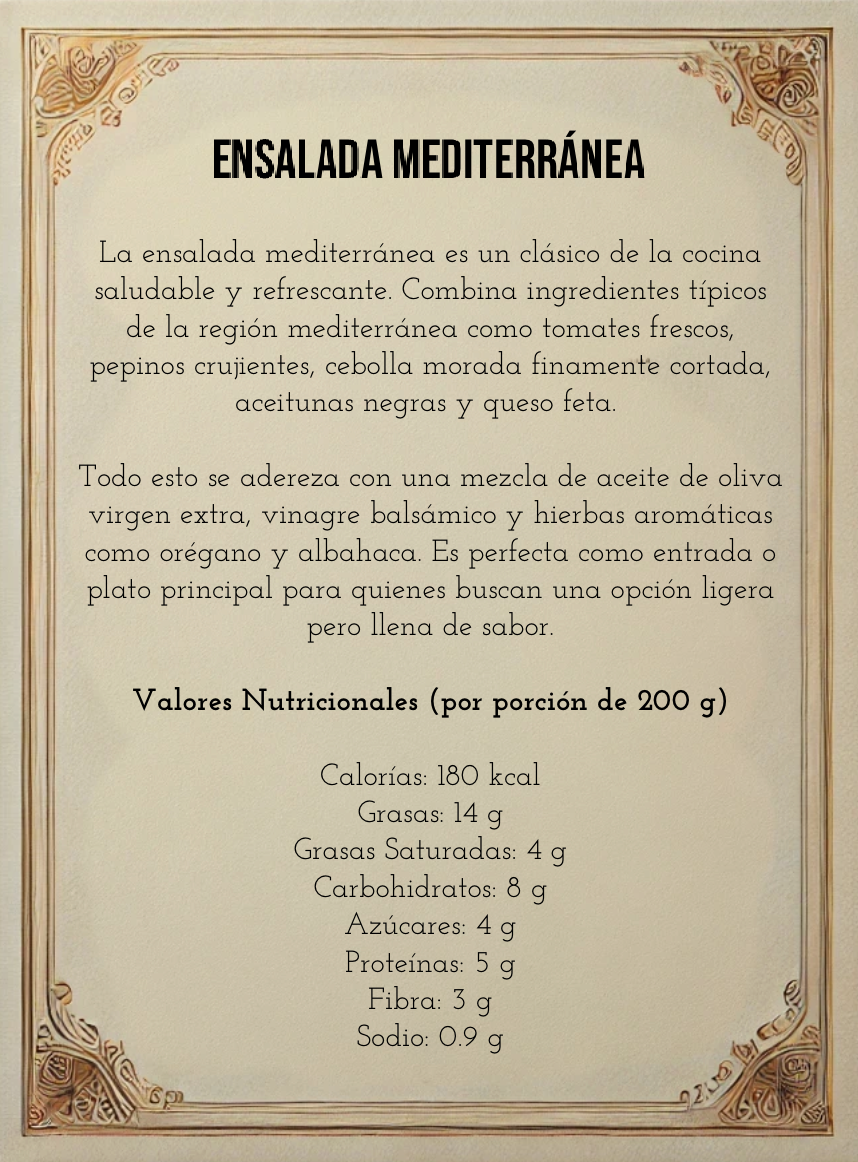 ENSALADA MEDITERRÁNEA
La ensalada mediterránea es un clásico de la cocina
saludable y refrescante. Combina ingredientes típicos
de la región mediterránea como tomates frescos,
pepinos crujientes, cebolla morada finamente cortada,
aceitunas negras y queso feta.
Todo esto se adereza con una mezcla de aceite de oliva
virgen extra, vinagre balsámico y hierbas aromáticas
como orégano y albahaca. Es perfecta como entrada o
plato principal para quienes buscan una opción ligera
pero llena de sabor.
Valores Nutricionales (por porción de 200 g)
Calorías: 180 kcal
Grasas: 14 g
Grasas Saturadas: 4 g
Carbohidratos: 8 g
Azúcares: 4 g
Proteínas: 5 g
Fibra: 3 g
Sodio: 0.9 g